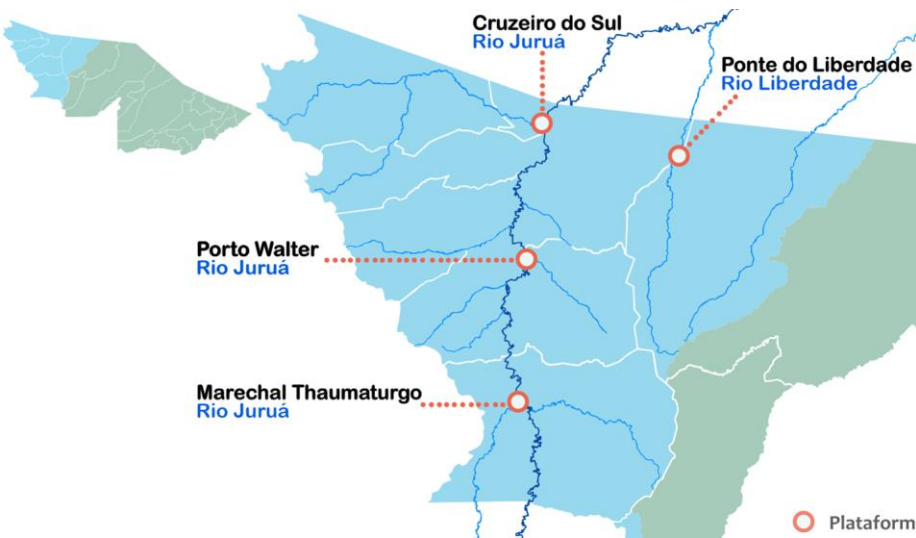 Cruzeiro do Sul
Rio Juruá
Ponte do Liberdade
Rio Liberdade
Porto Walter
Rio Juruá
Marechal Thaumaturgo
Rio Juruá
Plataform